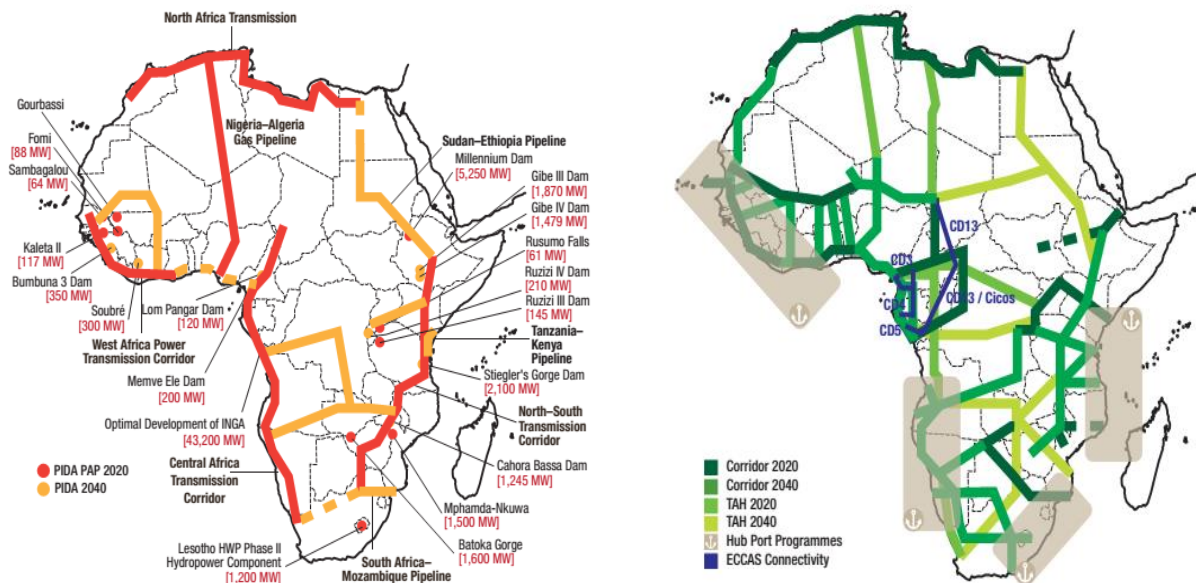 North Africa Transmission
Gourbassi
Fomi
[88 MW]
Sambagalou
[64 MW]
Kaleta II
[117 MW]
Bumbuna 3 Dam
[350 MW]
Soubré
[300 MW]
West Africa Power
Transmission Corridor
Lom Pangar Dam
[120 MW]
Memve Ele Dam
[200 MW]
Optimal Development of INGA
[43,200 MW]
Central Africa
Transmission
Corridor
Lesotho HWP Phase II
Hydropower Component
[1,200 MW]
Nigeria–Algeria
Gas Pipeline
Sudan–Ethiopia Pipeline
Millennium Dam
[5,250 MW]
Gibe III Dam
[1,870 MW]
Gibe IV Dam
[1,479 MW]
Rusumo Falls
[61 MW]
Ruzizi IV Dam
[210 MW]
Ruzizi III Dam
[145 MW]
Tanzania–
Kenya
Pipeline
Stiegler's Gorge Dam
[2,100 MW]
North–South
Transmission
Corridor
Cahora Bassa Dam
[1,245 MW]
Mphamda-Nkuwa
[1,500 MW]
Batoka Gorge
[1,600 MW]
South Africa–
Mozambique Pipeline
PIDA PAP 2020
PIDA 2040
CD13
CD3
CD4
CD13 / Cicos
CD5
Corridor 2020
Corridor 2040
TAH 2020
TAH 2040
Hub Port Programmes
ECCAS Connectivity